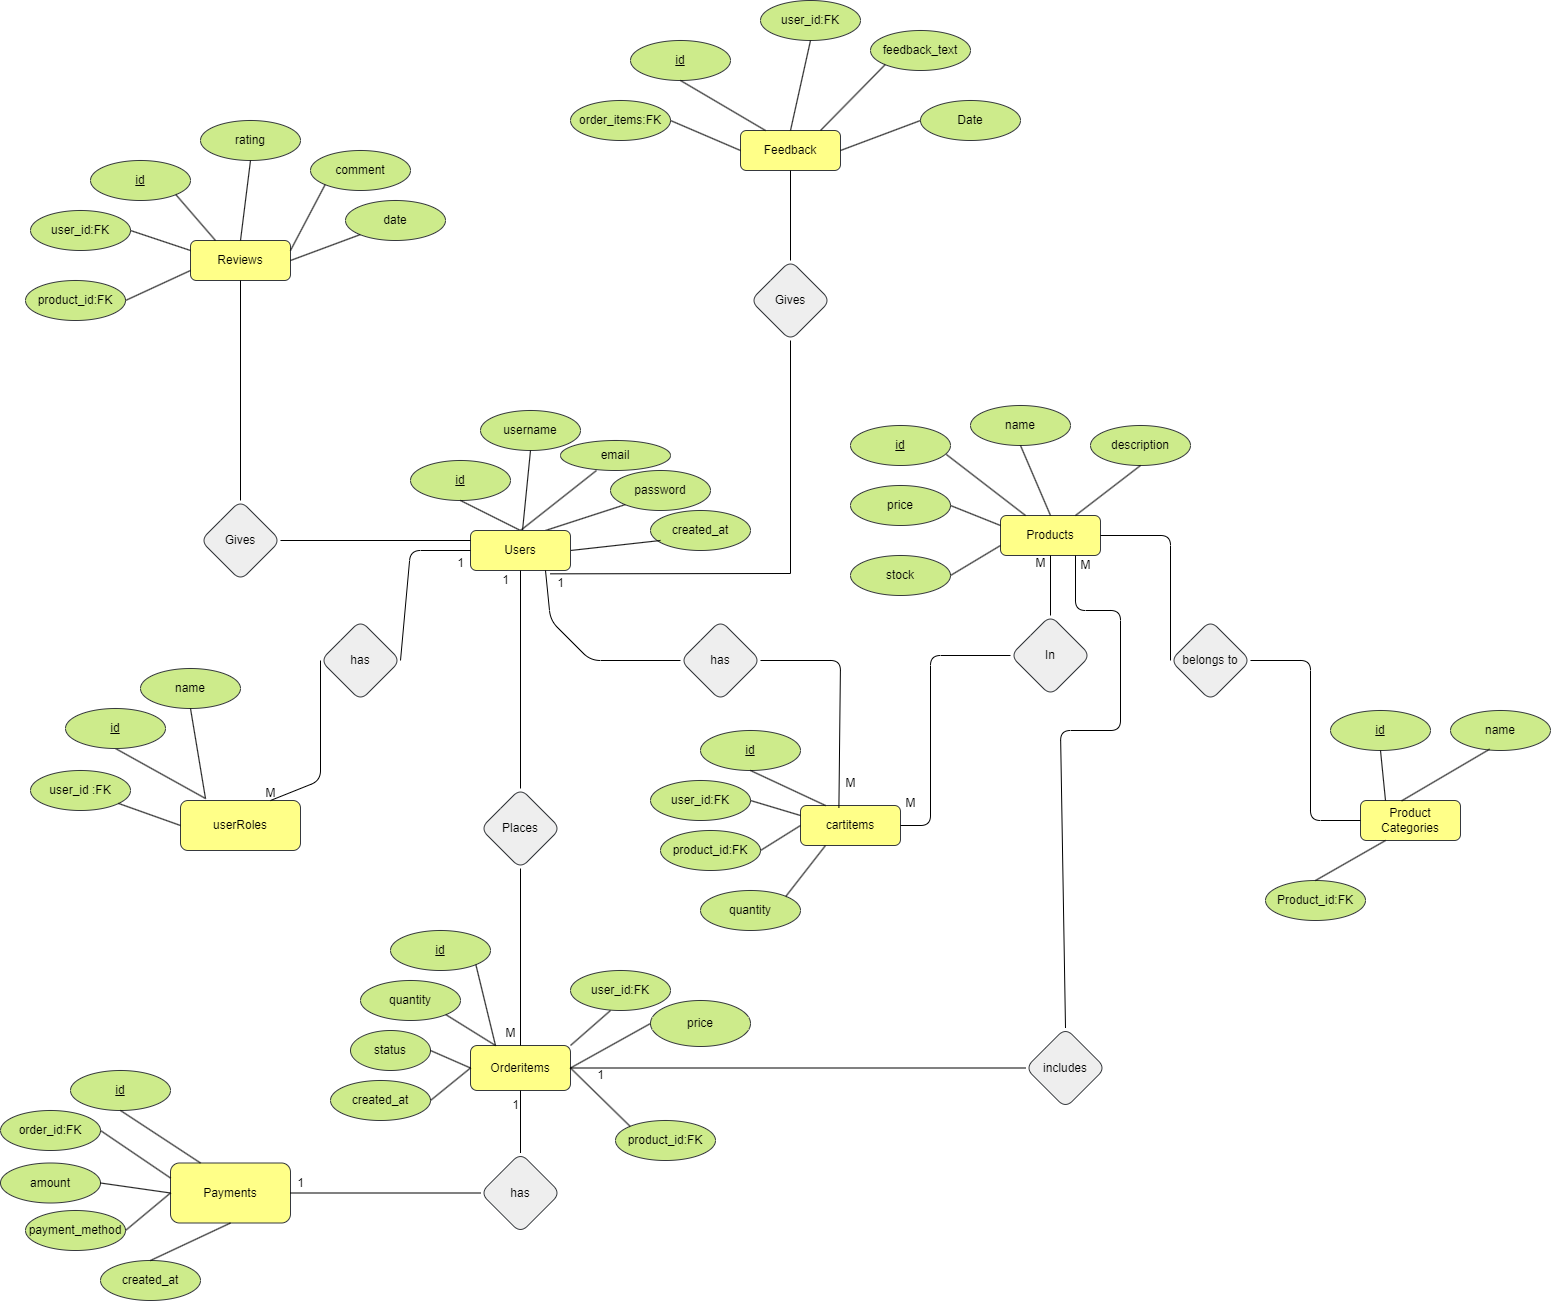 user_id:FK
feedback_text
id
order_items:FK
Date
Feedback
rating
id
comment
date
user_id:FK
Reviews
product_id:FK
Gives
Gives
username
email
id
password
created_at
Users
1
1
1
name
id
description
price
Products
stock
M
M
has
has
In
belongs to
name
id
user_id :FK
M
userRoles
Places
id
M
M
user_id:FK
cartitems
product_id:FK
quantity
id
name
Product
Categories
Product_id:FK
id
quantity
user_id:FK
price
status
M
Orderitems
1
created_at
1
product_id:FK
includes
id
order_id:FK
amount
Payments
1
payment_method
has
created_at